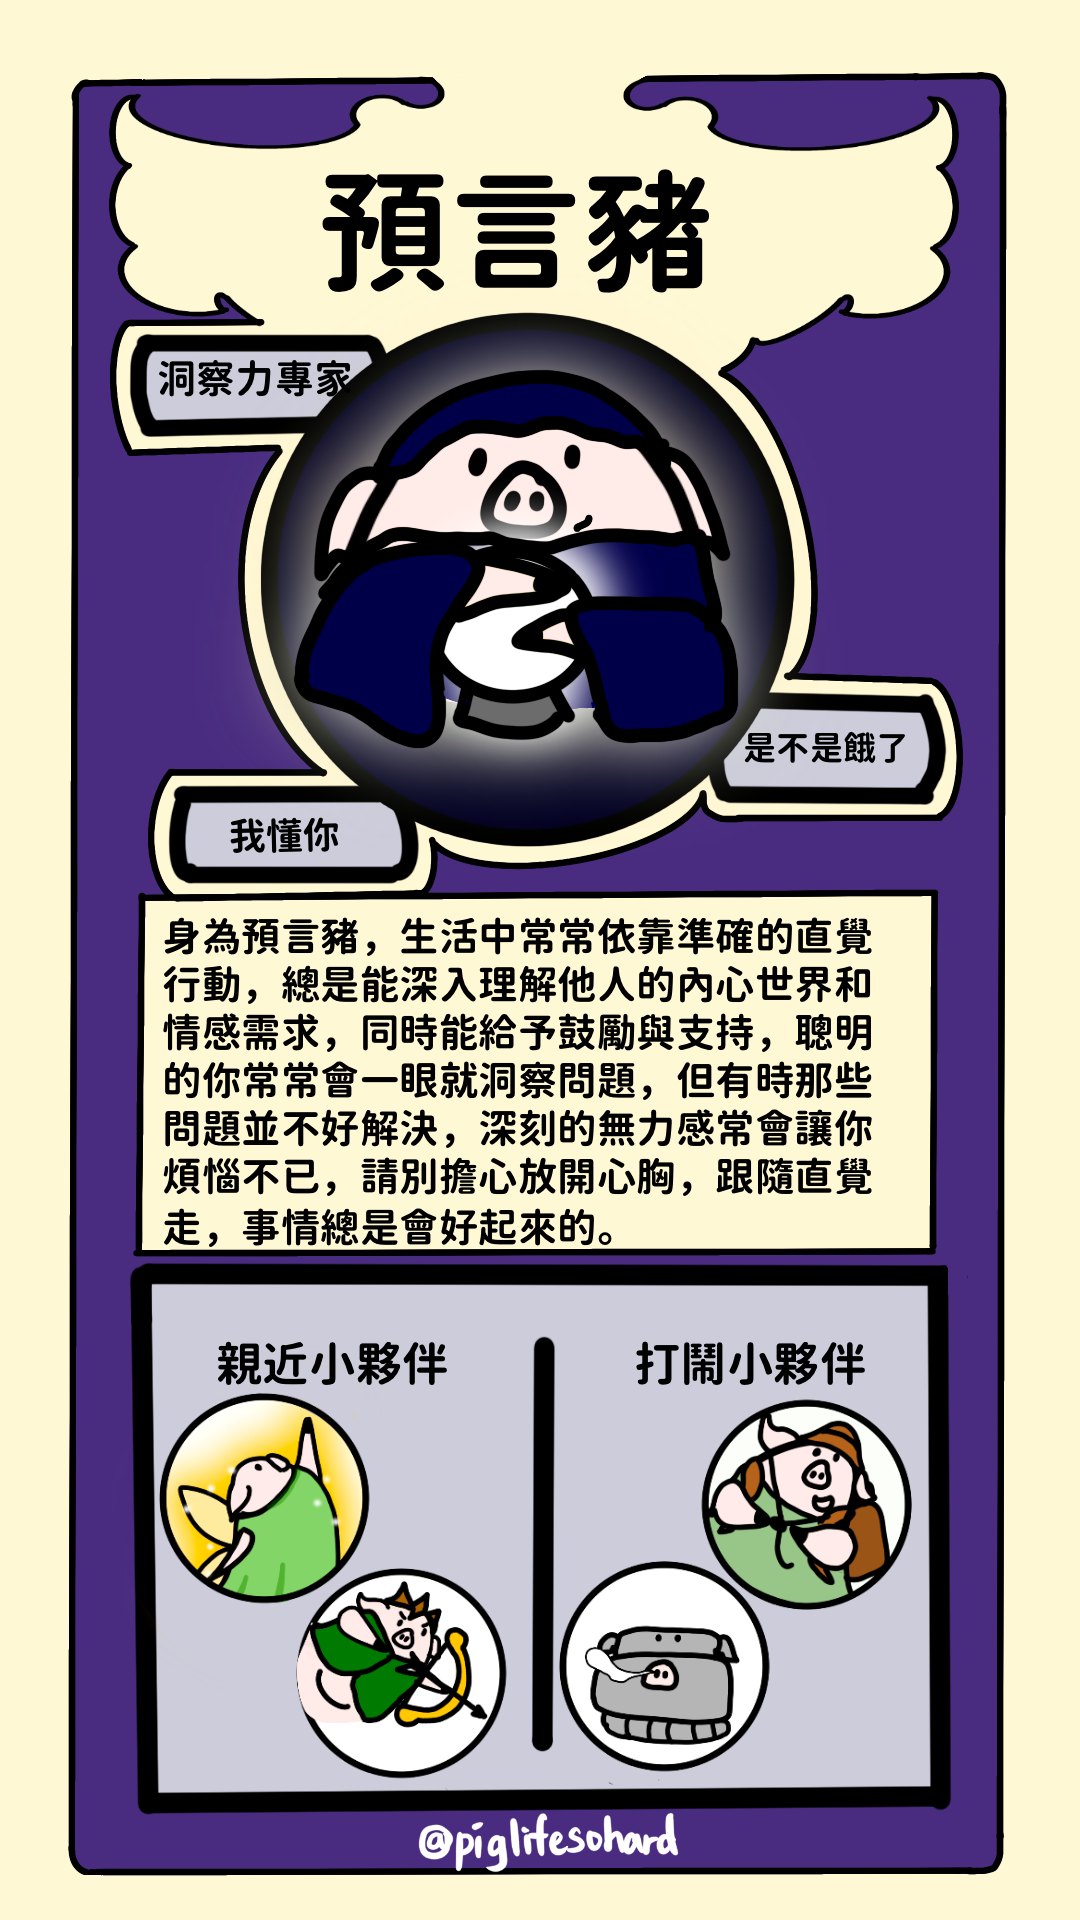 預言豬
洞察力專家
是不是餓了
我懂你
身為預言豬，生活中常常依靠準確的直覺
行動，總是能深入理解他人的內心世界和
情感需求，同時能給予鼓勵與支持，聰明
的你常常會一眼就洞察問題，但有時那些
問題並不好解決，深刻的無力感常會讓你
煩惱不已，請別擔心放開心胸，跟隨直覺
走，事情總是會好起來的。
親近小夥伴
打鬧小夥伴
@piglifesohard